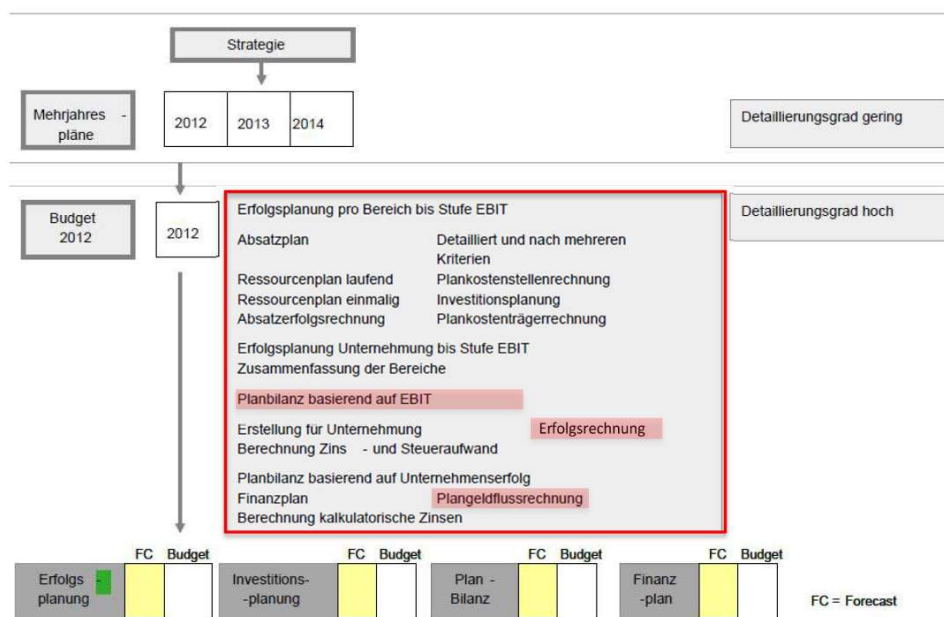 Strategie
Mehrjahres -
pläne
2012 2013 2014
Detaillierungsgrad gering
Budget
2012
2012
Detaillierungsgrad hoch
Erfolgsplanung pro Bereich bis Stufe EBIT
Absatzplan Detailliert und nach mehreren
Kriterien
Ressourcenplan laufend Plankostenstellenrechnung
Ressourcenplan einmalig Investitionsplanung
Absatzerfolgsrechnung Plankostenträgerrechnung
Erfolgsplanung Unternehmung bis Stufe EBIT
Zusammenfassung der Bereiche
Planbilanz basierend auf EBIT
Erstellung für Unternehmung Erfolgsrechnung
Berechnung Zins - und Steueraufwand
Planbilanz basierend auf Unternehmenserfolg
Finanzplan Plangeldflussrechnung
Berechnung kalkulatorische Zinsen
FC Budget FC Budget FC Budget FC Budget
Erfolgs -
planung
Investitions-
-planung
Plan -
Bilanz
Finanz
-plan
FC = Forecast